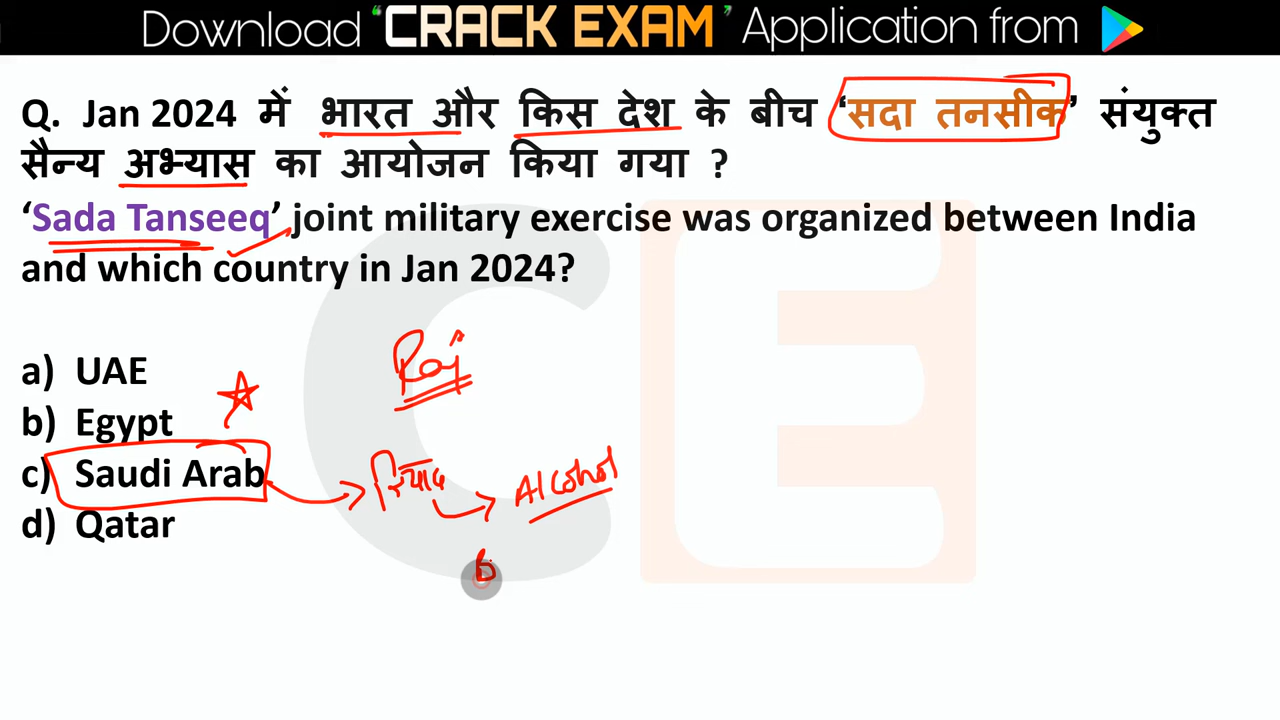 Download “CRACK EXAM” Application from
Q. Jan 2024 में भारत और किस देश के बीच ‘सदा तनसीक’ संयुक्त
सैन्य अभ्यास का आयोजन किया गया ?
‘Sada Tanseeq’ joint military exercise was organized between India
and which country in Jan 2024?
Raj
a) UAE
b) Egypt
c) Saudi Arab
रियाद
Alcohol
d) Qatar
CE